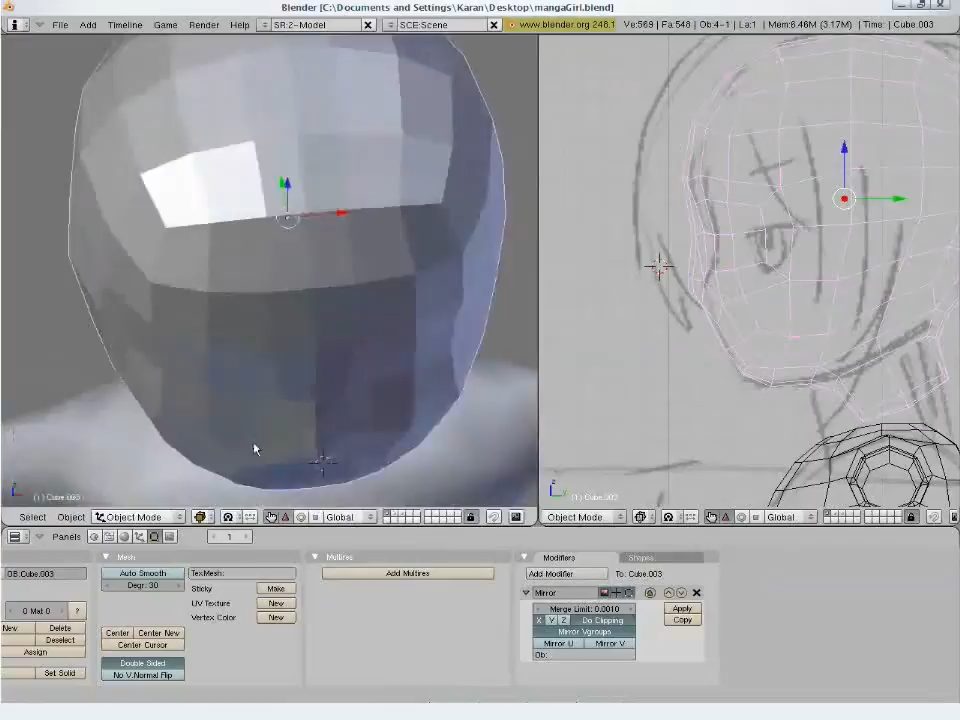 Blender [C:\Documents and Settings\Karan\Desktop\mangaGirl.blend]
File Add Timeline Game Render Help SR:2-Model SCE:Scene www.blender.org 248.1 Ve:569 | Fa:548 | Ob:4-1 | La:1 | Mem:6.46M (3.17M) | Time: | Cube.003
(1) Cube.003
(1) Cube.003
Select Object Object Mode Global
Object Mode Global
Panels 1
Mesh
Multires
Modifiers
Shapes
OB:Cube.003
Auto Smooth
TexMesh:
Add Multires
Add Modifier
To: Cube.003
Degr: 30
Sticky
Make
Mirror
0 Mat 0
?
UV Texture
New
Merge Limit: 0.0010
Apply
New
Delete
Vertex Color
New
X Y Z Do Clipping
Copy
Deselect
Center
Center New
Mirror Vgroups
Assign
Center Cursor
Mirror U
Mirror V
Ob:
Double Sided
Set Solid
No V.Normal Flip